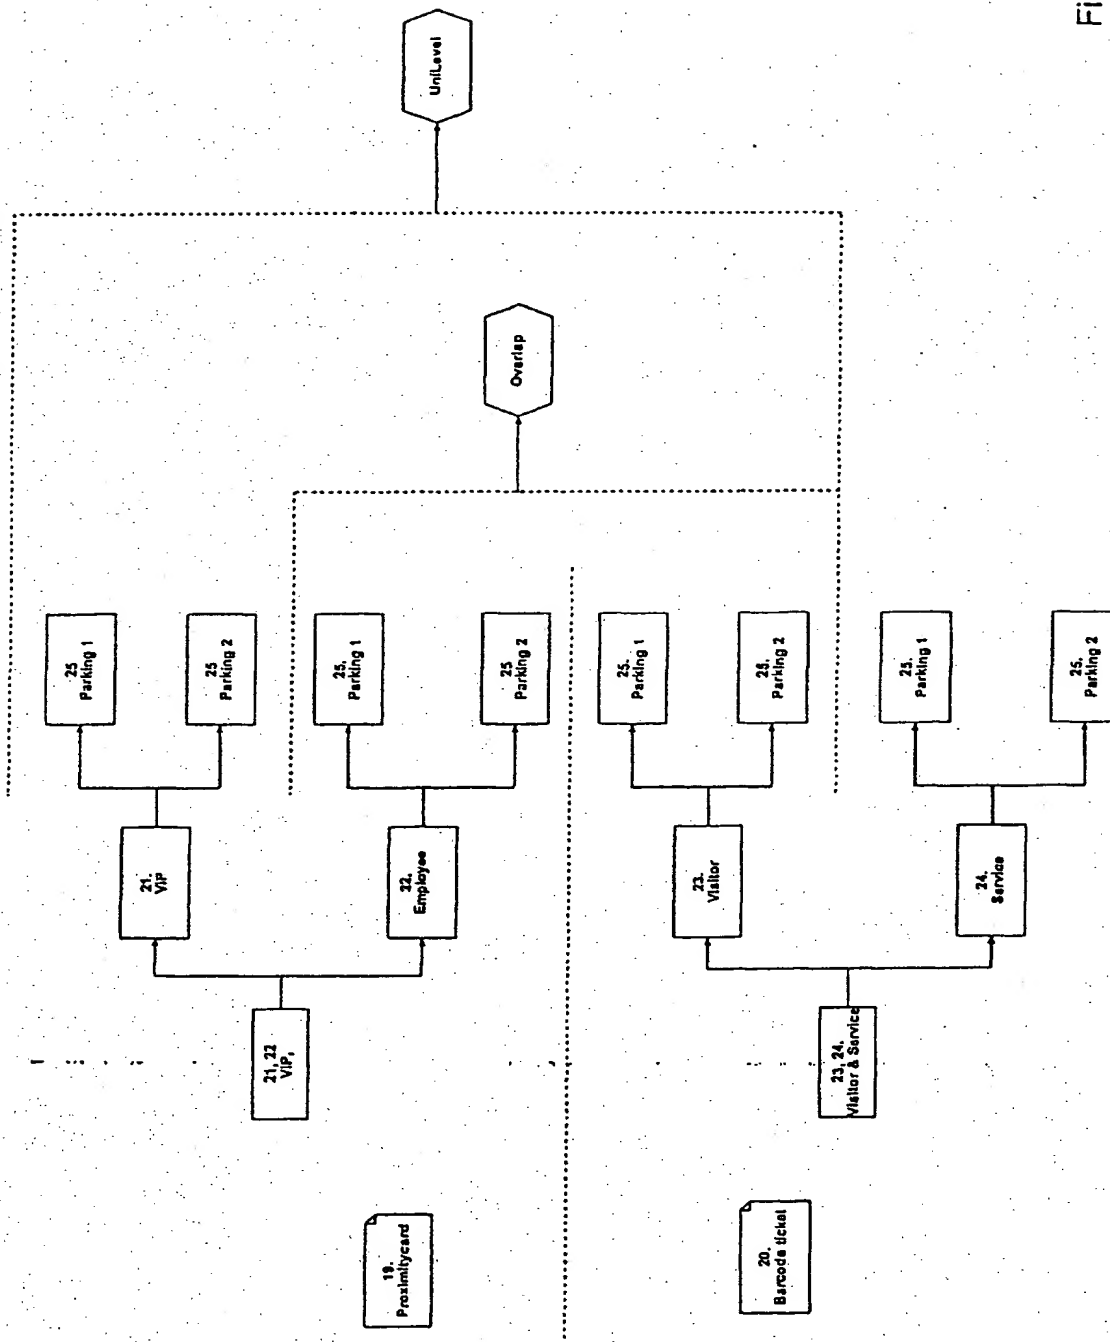 Fi
UniLevel
Overlap
25
Parking 1
25
Parking 2
25.
Parking 1
25
Parking 2
25.
Parking 1
25.
Parking 2
25.
Parking 1
25.
Parking 2
21.
VIP
22.
Employee
23.
Visitor
24.
Service
21, 22
VIP,
23, 24.
Visitor & Service
19.
Proximitycard
20.
Barcode ticket